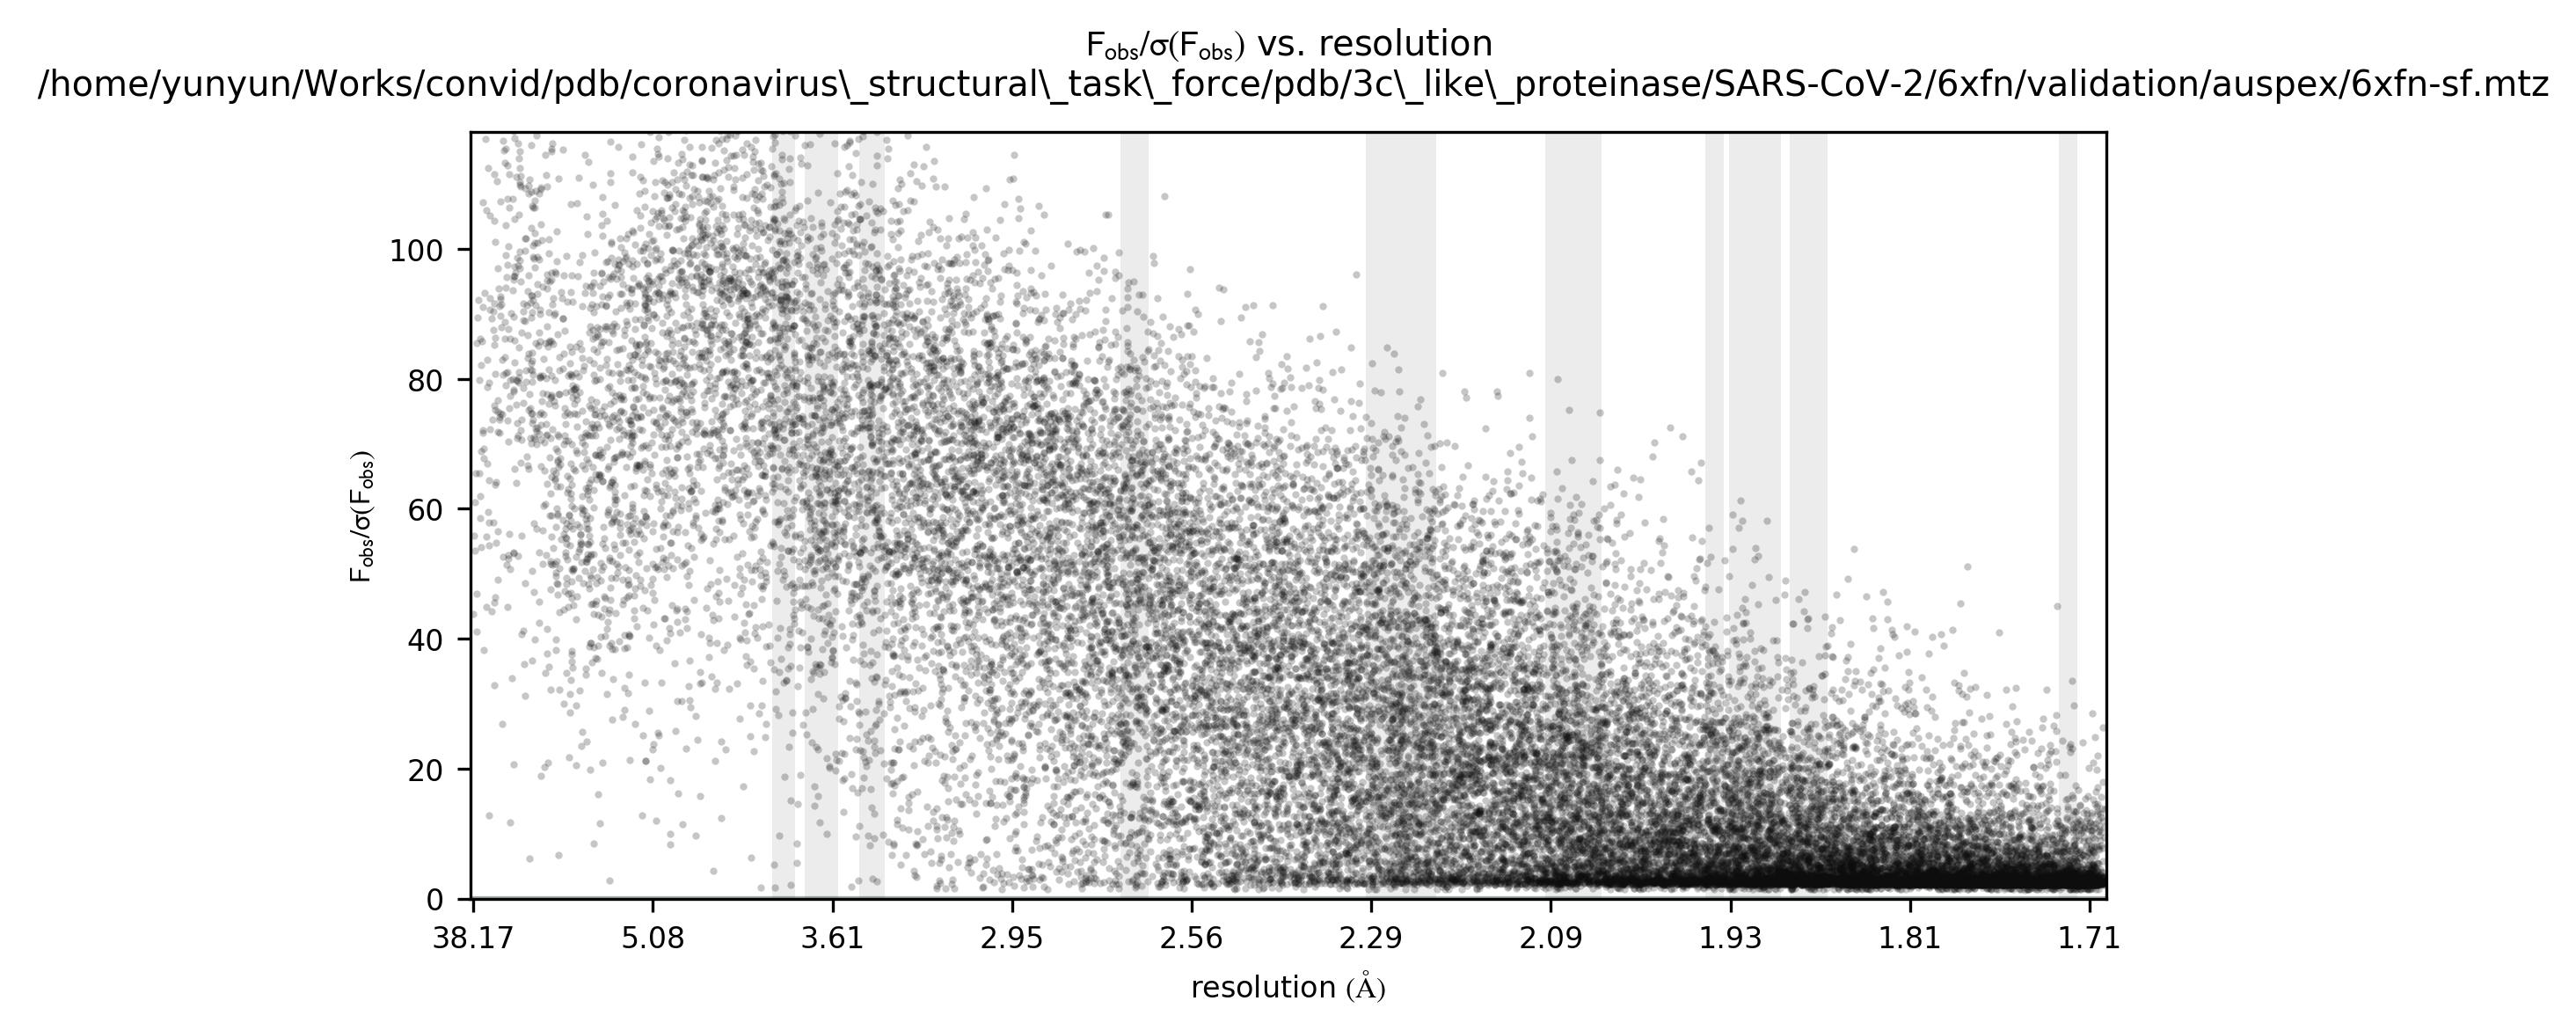 Fobs/σ(Fobs) vs. resolution
/home/yunyun/Works/convid/pdb/coronavirus\_structural\_task\_force/pdb/3c\_like\_proteinase/SARS-CoV-2/6xfn/validation/auspex/6xfn-sf.mtz
100
80
60
40
20
0
Fobs/σ(Fobs)
38.17 5.08 3.61 2.95 2.56 2.29 2.09 1.93 1.81 1.71
resolution (Å)